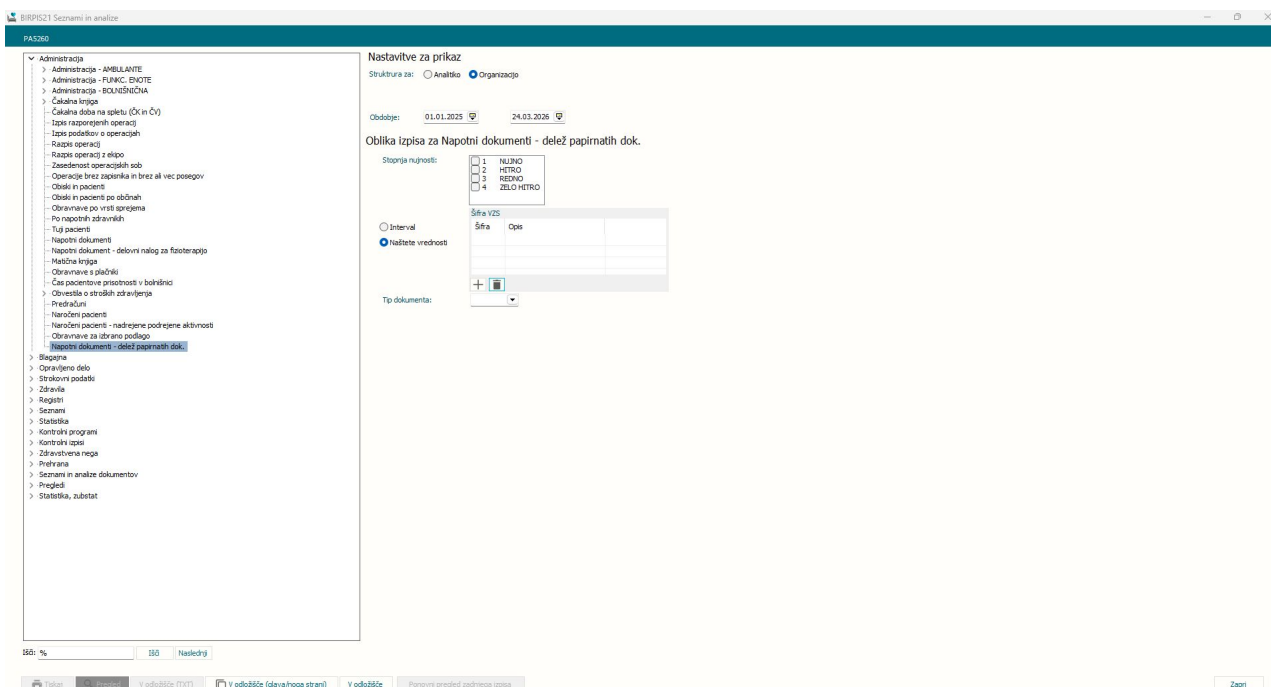 BIRPIS21 Seznami in analize
PA5260
Administracija
Administracija - AMBULANTE
Administracija - FUNKC. ENOTE
Administracija - BOLNIŠNIČNA
Čakalna knjiga
Čakalna doba na spletu (ČK in ČV)
Izpis razporejenih operacij
Izpis podatkov o operacijah
Razpis operacij
Razpis operacij z ekipo
Zasedenost operacijskih sob
Operacije brez zapisnika in brez ali vec posegov
Obiski in pacienti
Obiski in pacienti po občinah
Obravnave po vrsti sprejema
Po napotnih zdravnikih
Tuji pacienti
Napotni dokumenti
Napotni dokument - delovni nalog za fizioterapijo
Matična knjiga
Obravnave s plačniki
Čas pacientove prisotnosti v bolnišnici
Obvestila o stroških zdravljenja
Predračuni
Naročeni pacienti
Naročeni pacienti - nadrejene podrejene aktivnosti
Obravnave za izbrano podlago
Napotni dokumenti - delež papirnatih dok.
Blagajna
Opravljeno delo
Strokovni podatki
Zdravila
Registri
Seznami
Statistika
Kontrolni programi
Kontrolni izpisi
Zdravstvena nega
Prehrana
Seznami in analize dokumentov
Pregledi
Statistika, zubstat
Išči: %
Išči
Naslednji
Nastavitve za prikaz
Struktrura za: Analitiko Organizacijo
Obdobje: 01.01.2025 24.03.2026
Oblika izpisa za Napotni dokumenti - delež papirnatih dok.
Stopnja nujnosti:
1 NUJNO
2 HITRO
3 REDNO
4 ZELO HITRO
Šifra VZS
Interval
Naštete vrednosti
Šifra Opis
Tip dokumenta:
Tiskaj
Pregled
V odložišče (TXT)
V odložišče (glava/noga strani)
V odložišče
Ponovni pregled zadnjega izpisa
Zapri